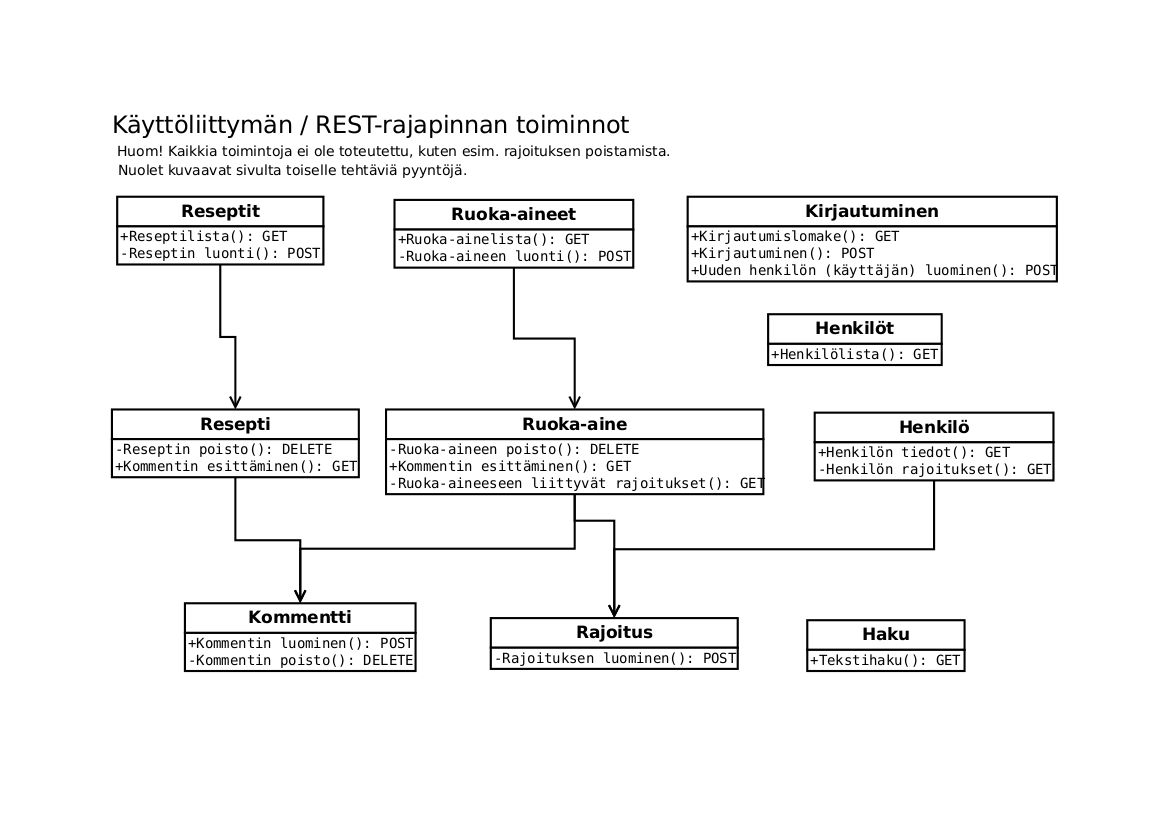 Käyttöliittymän / REST-rajapinnan toiminnot
Huom! Kaikkia toimintoja ei ole toteutettu, kuten esim. rajoituksen poistamista.
Nuolet kuvaavat sivulta toiselle tehtäviä pyyntöjä.
Reseptit
+Reseptilista(): GET
-Reseptin luonti(): POST
Ruoka-aineet
+Ruoka-ainelista(): GET
-Ruoka-aineen luonti(): POST
Kirjautuminen
+Kirjautumislomake(): GET
+Kirjautuminen(): POST
+Uuden henkilön (käyttäjän) luominen(): POST
Henkilöt
+Henkilölista(): GET
Resepti
-Reseptin poisto(): DELETE
+Kommentin esittäminen(): GET
Ruoka-aine
-Ruoka-aineen poisto(): DELETE
+Kommentin esittäminen(): GET
-Ruoka-aineeseen liittyvät rajoitukset(): GET
Henkilö
+Henkilön tiedot(): GET
-Henkilön rajoitukset(): GET
Kommentti
+Kommentin luominen(): POST
-Kommentin poisto(): DELETE
Rajoitus
-Rajoituksen luominen(): POST
Haku
+Tekstihaku(): GET